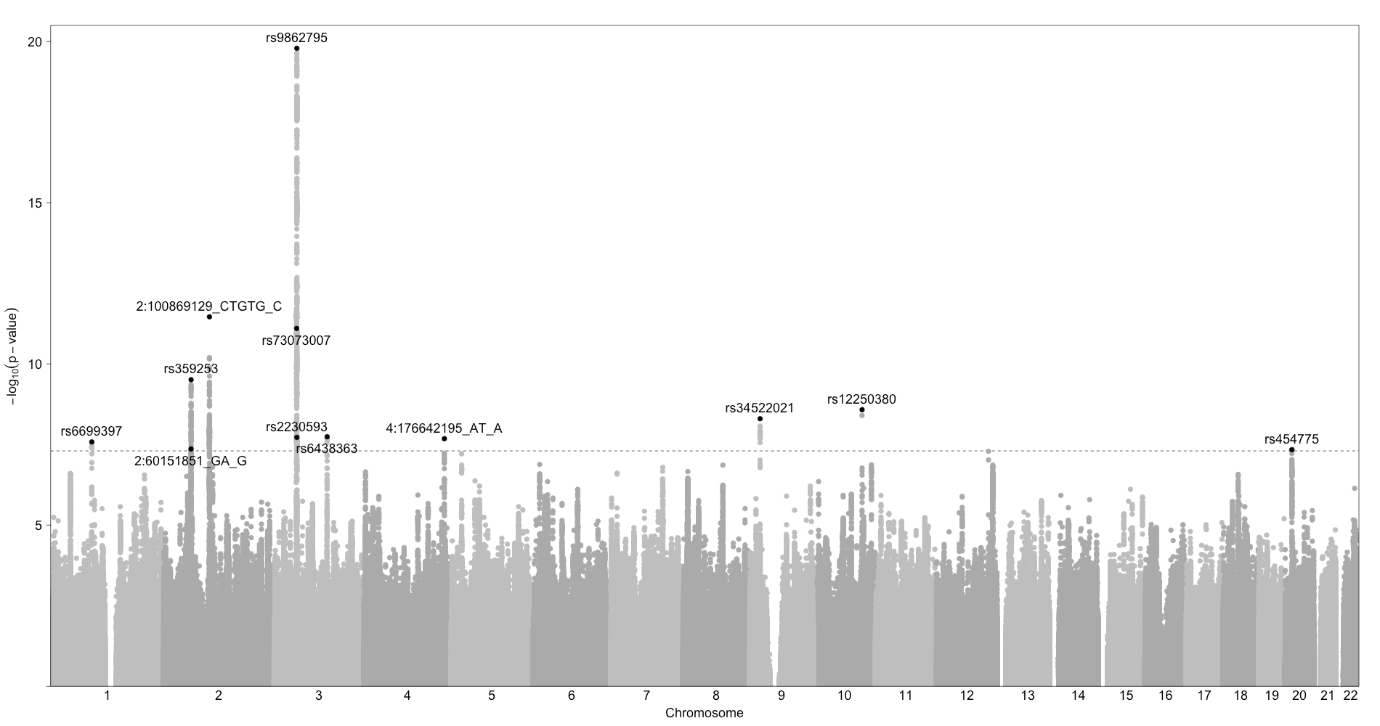 20
rs9862795
15
2:100869129_CTGTG_C
rs73073007
10
rs359253
rs34522021
rs12250380
rs6699397
rs2230593
4:176642195_AT_A
rs6438363
rs454775
2:60151851_GA_G
5
−log10(p−value)
1 2 3 4 5 6 7 8 9 10 11 12 13 14 15 16 17 18 19 20 21 22
Chromosome